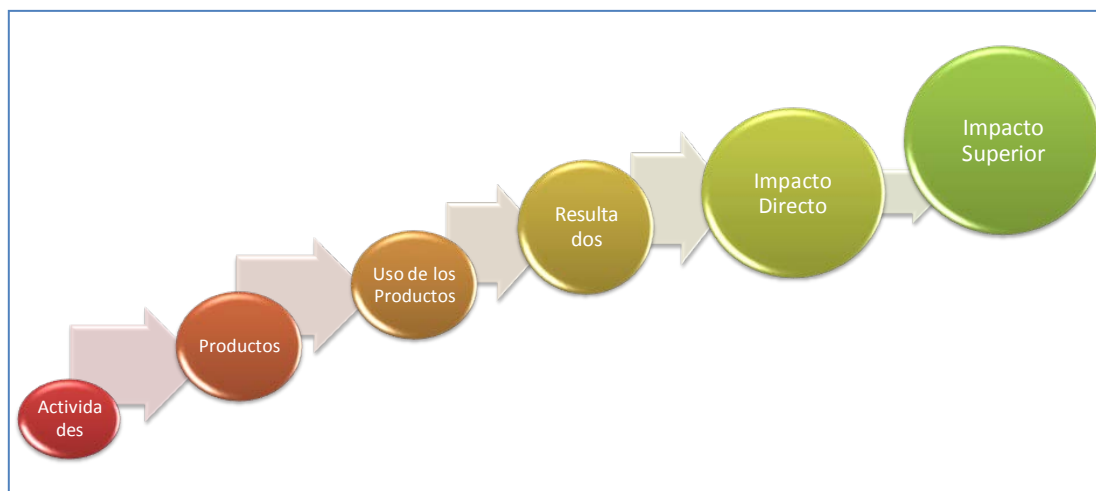 Activida
des
Productos
Uso de los
Productos
Resulta
dos
Impacto
Directo
Impacto
Superior